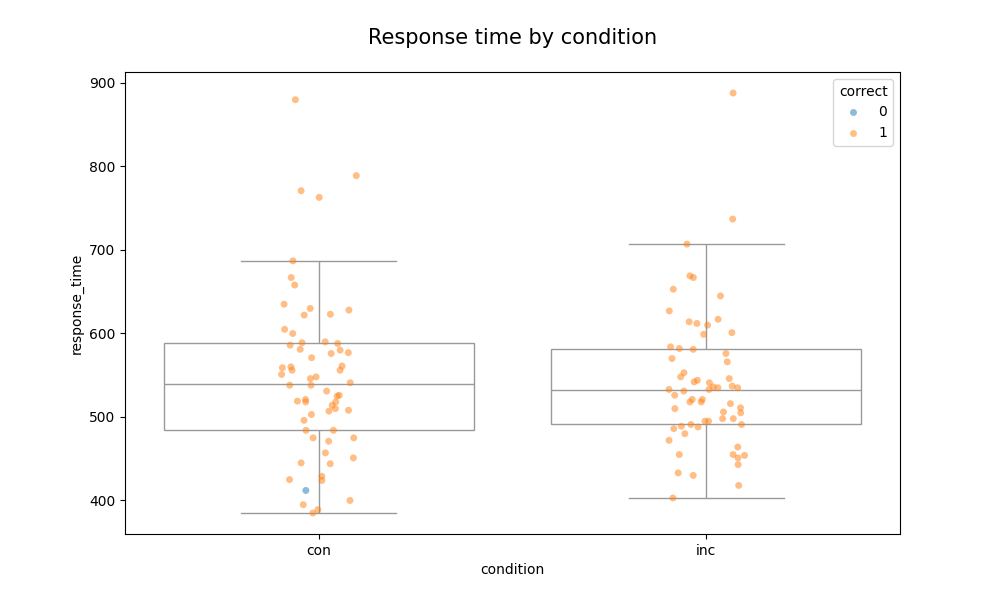 Response time by condition
correct
0
1
900
800
700
600
500
400
response_time
con
inc
condition